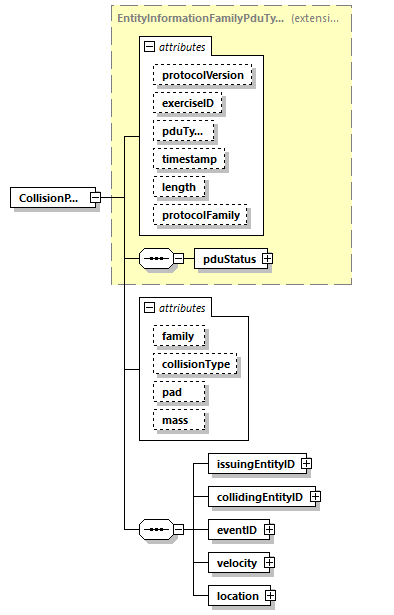 EntityInformationFamilyPduTy... (extensi...
attributes
protocolVersion
exerciseID
pduTy...
timestamp
length
protocolFamily
CollisionP...
pduStatus
attributes
family
collisionType
pad
mass
issuingEntityID
collidingEntityID
eventID
velocity
location